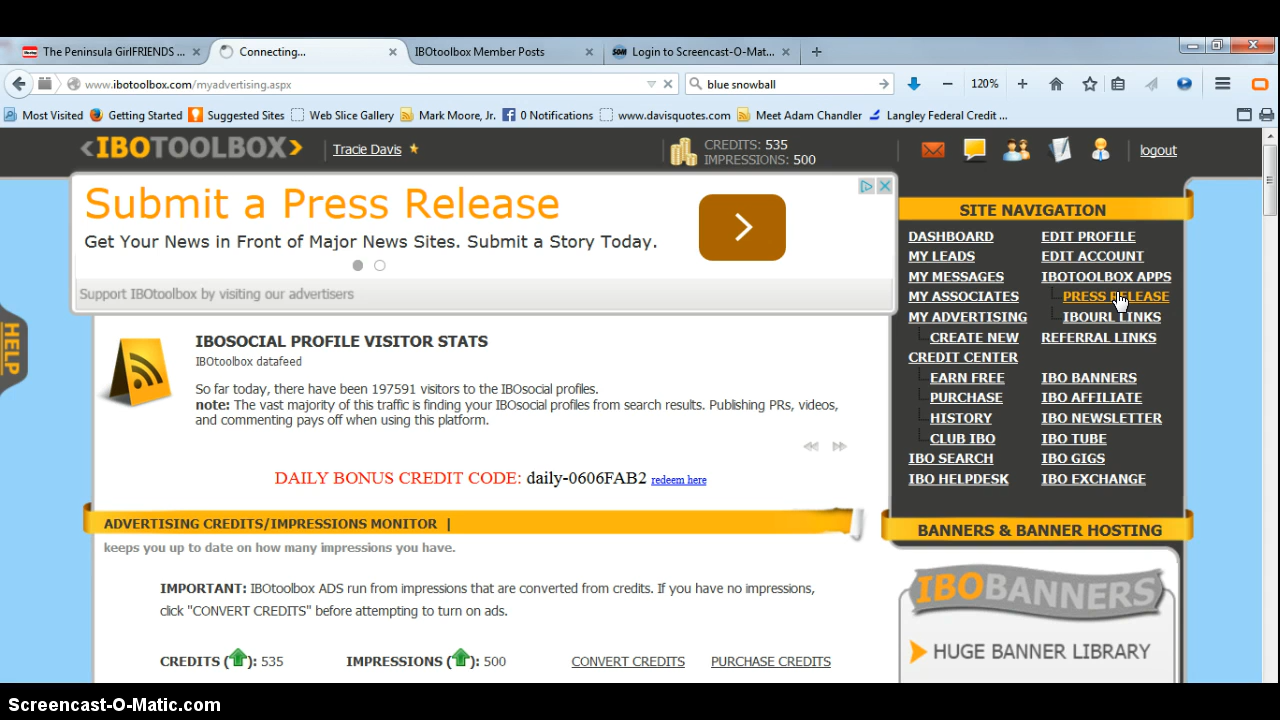 The Peninsula GirlFRIENDS ...
Connecting...
IBOtoolbox Member Posts
SOM Login to Screencast-O-Mat...
www.ibotoolbox.com/myadvertising.aspx
blue snowball
120%
Most Visited
Getting Started
Suggested Sites
Web Slice Gallery
Mark Moore, Jr.
0 Notifications
www.davisquotes.com
Meet Adam Chandler
Langley Federal Credit ...
<IBOTOOLBOX>
Tracie Davis
CREDITS: 535
IMPRESSIONS: 500
logout
Submit a Press Release
Get Your News in Front of Major News Sites. Submit a Story Today.
Support IBOtoolbox by visiting our advertisers
HELP
IBOSOCIAL PROFILE VISITOR STATS
IBOtoolbox datafeed
So far today, there have been 197591 visitors to the IBOsocial profiles.
note: The vast majority of this traffic is finding your IBOsocial profiles from search results. Publishing PRs, videos,
and commenting pays off when using this platform.
DAILY BONUS CREDIT CODE: daily-0606FAB2 redeem here
ADVERTISING CREDITS/IMPRESSIONS MONITOR |
keeps you up to date on how many impressions you have.
IMPORTANT: IBOtoolbox ADS run from impressions that are converted from credits. If you have no impressions,
click "CONVERT CREDITS" before attempting to turn on ads.
CREDITS ( ): 535
IMPRESSIONS ( ): 500
CONVERT CREDITS
PURCHASE CREDITS
SITE NAVIGATION
DASHBOARD
MY LEADS
MY MESSAGES
MY ASSOCIATES
MY ADVERTISING
CREATE NEW
CREDIT CENTER
EARN FREE
PURCHASE
HISTORY
CLUB IBO
IBO SEARCH
IBO HELPDESK
EDIT PROFILE
EDIT ACCOUNT
IBOTOOLBOX APPS
PRESS RELEASE
IBOURL LINKS
REFERRAL LINKS
IBO BANNERS
IBO AFFILIATE
IBO NEWSLETTER
IBO TUBE
IBO GIGS
IBO EXCHANGE
BANNERS & BANNER HOSTING
IBOBANNERS
HUGE BANNER LIBRARY
Screencast-O-Matic.com